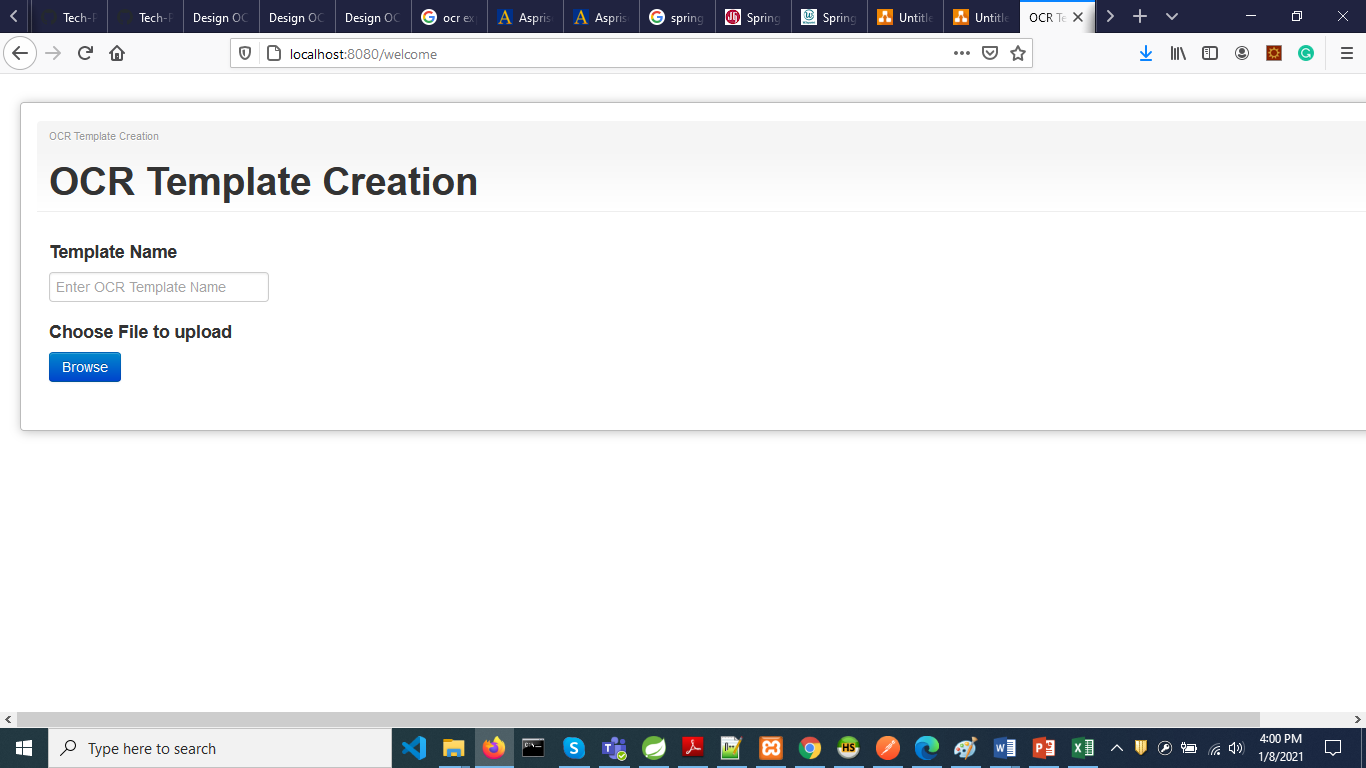 Tech-P Tech-P Design OC Design OC Design OC ocr exp Aspris Aspris spring Spring Spring Untitle Untitle OCR Te
localhost:8080/welcome
OCR Template Creation
OCR Template Creation
Template Name
Enter OCR Template Name
Choose File to upload
Browse
Type here to search
4:00 PM
1/8/2021